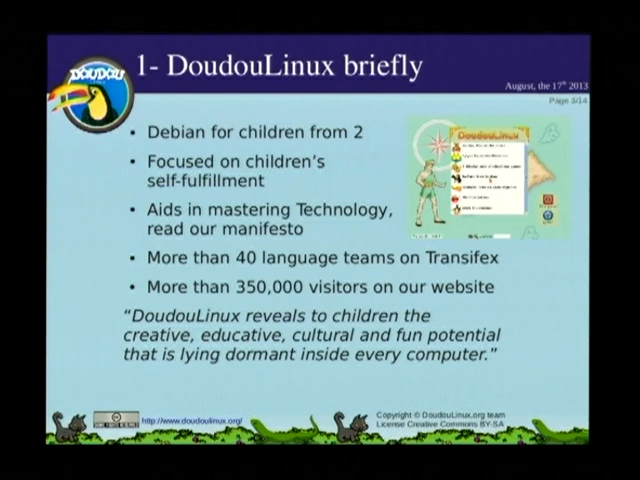 DOUDOU
1- DoudouLinux briefly
August, the 17th 2013
Page 3/14
• Debian for children from 2
• Focused on children's
self-fulfillment
• Aids in mastering Technology,
read our manifesto
• More than 40 language teams on Transifex
• More than 350,000 visitors on our website
“DoudouLinux reveals to children the
creative, educative, cultural and fun potential
that is lying dormant inside every computer.”
DoudouLinux
http://www.doudoulinux.org/
Copyright © DoudouLinux.org team
License Creative Commons BY-SA